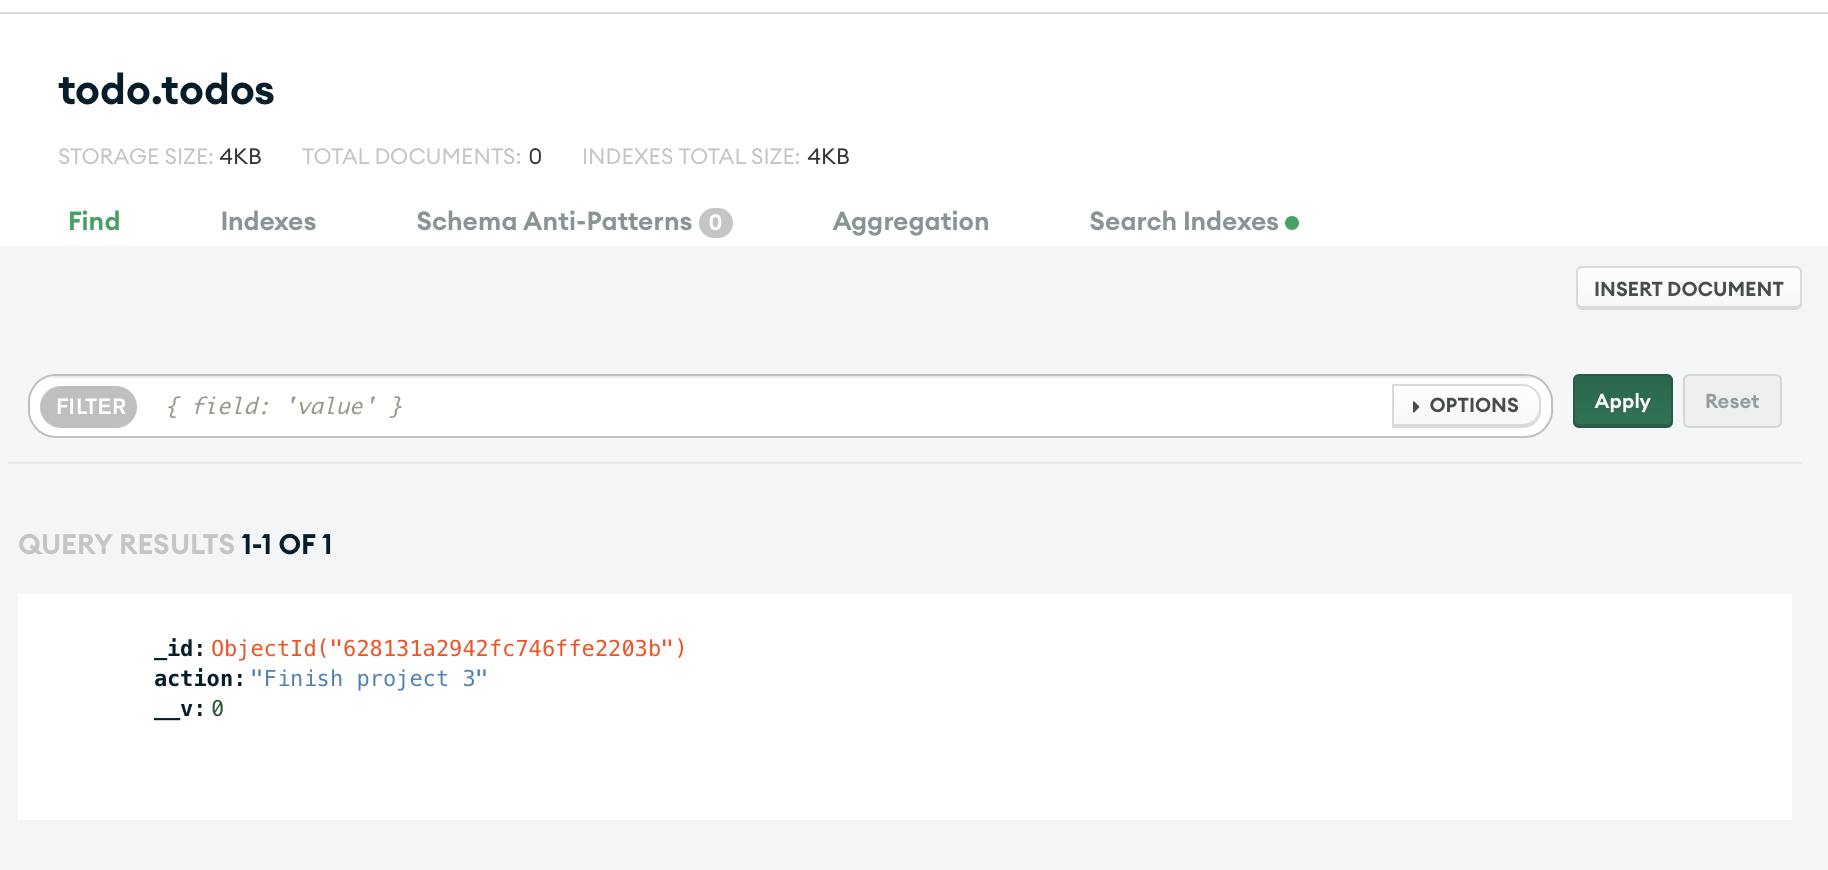 todo.todos
STORAGE SIZE: 4KB TOTAL DOCUMENTS: 0 INDEXES TOTAL SIZE: 4KB
Find Indexes Schema Anti-Patterns 0 Aggregation Search Indexes
INSERT DOCUMENT
FILTER { field: 'value' } OPTIONS Apply Reset
QUERY RESULTS 1-1 OF 1
_id: ObjectId("628131a2942fc746ffe2203b")
action: "Finish project 3"
__v: 0